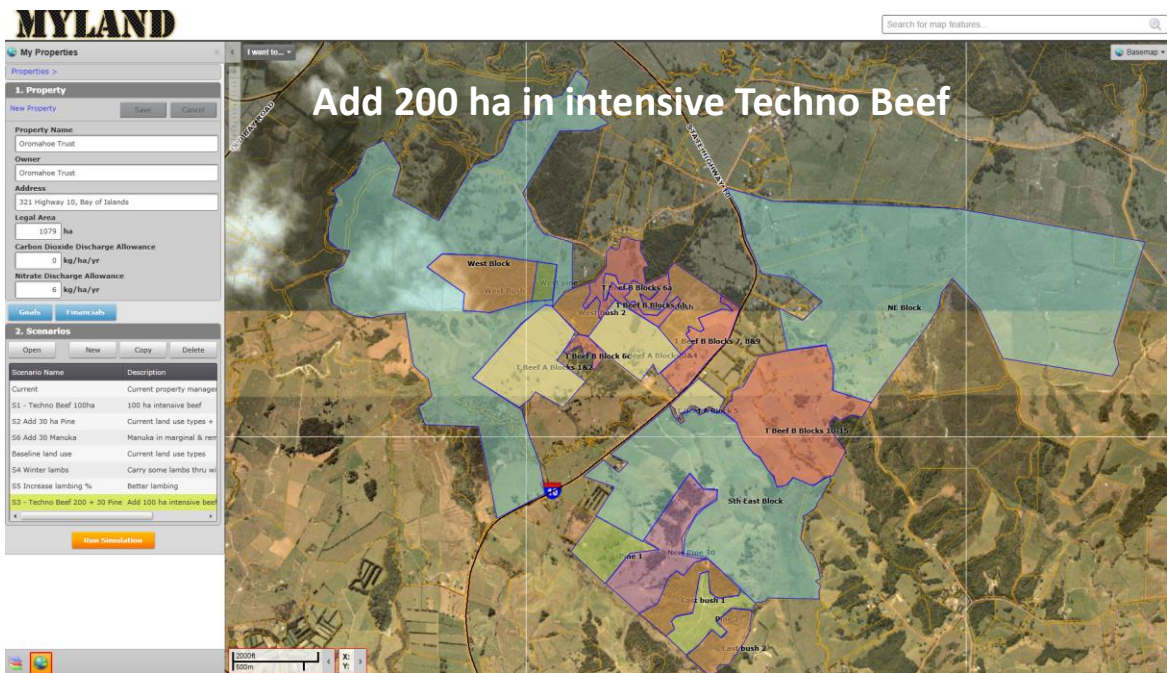 MYLAND
Search for map features...
My Properties
I want to...
Basemap
Properties >
1. Property
New Property
Save
Cancel
Property Name
Oromahoe Trust
Owner
Oromahoe Trust
Address
321 Highway 10, Bay of Islands
Legal Area
1079 ha
Carbon Dioxide Discharge Allowance
0 kg/ha/yr
Nitrate Discharge Allowance
6 kg/ha/yr
Goals
Financials
2. Scenarios
Open
New
Copy
Delete
Scenario Name
Description
Current
Current property manager
S1 - Techno Beef 100ha
100 ha intensive beef
S2 Add 30 ha Pine
Current land use types +
S6 Add 30 Manuka
Manuka in marginal & rem
Baseline land use
Current land use types
S4 Winter lambs
Carry some lambs thru wi
S5 Increase lambing %
Better lambing
S3 - Techno Beef 200 + 30 Pine
Add 100 ha intensive beef
Run Simulation
Add 200 ha in intensive Techno Beef
STATE HIGHWAY 10
West Block
West pine
West Bush
T Beef B Blocks 6a
West bush 2
T Beef B Blocks 7, 8&9
T Beef B Block 6c
T Beef A Blocks 1&2
NE Block
T Beef B Blocks 10-15
10
Sth East Block
Pine 1
New Pine 30
East bush 1
East bush 2
2000ft
500m
X:
Y: